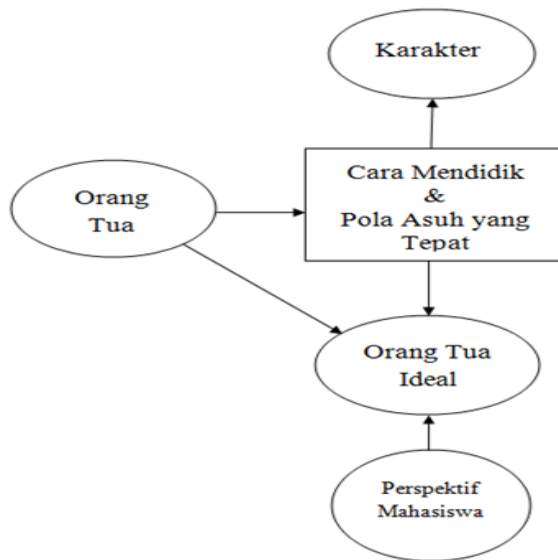 Karakter
Orang
Tua
Cara Mendidik
&
Pola Asuh yang
Tepat
Orang Tua
Ideal
Perspektif
Mahasiswa